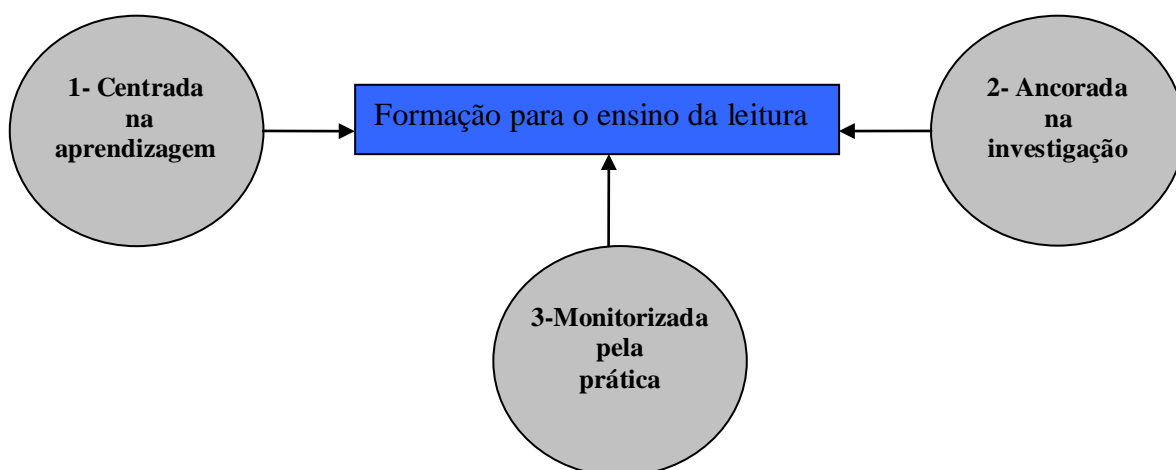 1- Centrada
na
aprendizagem
Formação para o ensino da leitura
2- Ancorada
na
investigação
3-Monitorizada
pela
prática